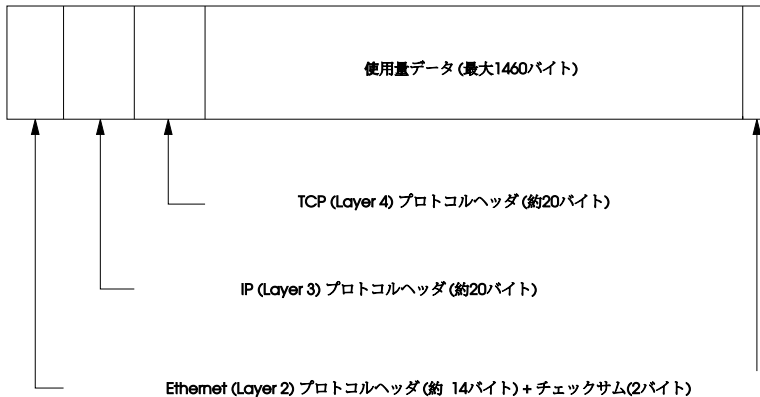 使用量データ (最大1460バイト)
TCP (Layer 4) プロトコルヘッダ (約20バイト)
IP (Layer 3) プロトコルヘッダ (約20バイト)
Ethernet (Layer 2) プロトコルヘッダ (約 14バイト) + チェックサム(2バイト)